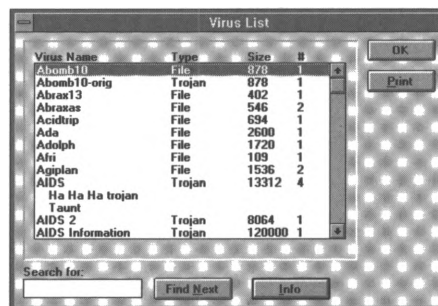 Virus List
Virus Name Type Size #
Abomb10 File 878 1
Abomb10-orig Trojan 878 1
Abrax13 File 402 1
Abraxas File 546 2
Acidtrip File 694 1
Ada File 2600 1
Adolph File 1720 1
Afri File 109 1
Agiplan File 1536 2
AIDS Trojan 13312 4
Ha Ha Ha trojan
Taunt
AIDS 2 Trojan 8064 1
AIDS Information Trojan 120000 1
OK
Print
Search for:
Find Next
Info